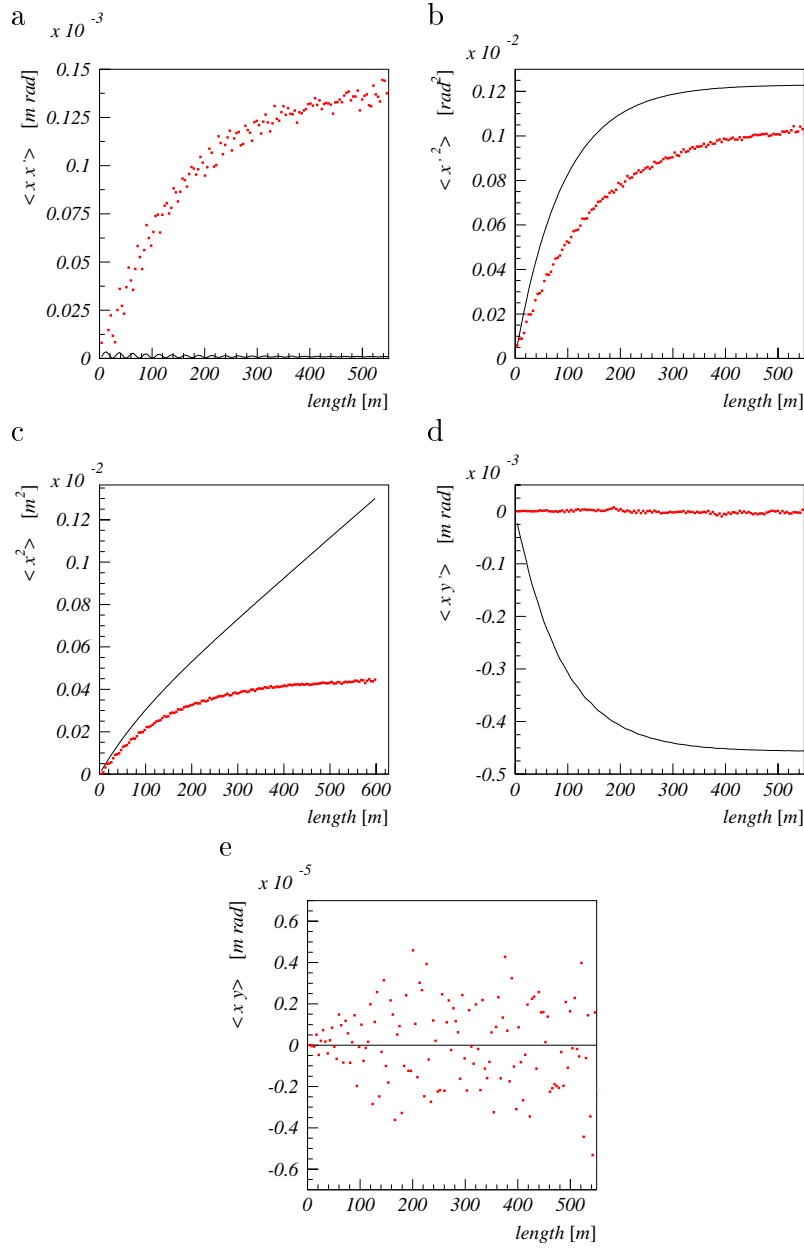 a
x 10 -3
< x x' > [m rad]
0.15
0.125
0.1
0.075
0.05
0.025
0
0 100 200 300 400 500
length [m]
b
x 10 -2
< x' 2 > [rad2]
0.12
0.1
0.08
0.06
0.04
0.02
0
0 100 200 300 400 500
length [m]
c
x 10 -2
< x2 > [m2]
0.12
0.1
0.08
0.06
0.04
0.02
0
0 100 200 300 400 500 600
length [m]
d
x 10 -3
< x y' > [m rad]
0
-0.1
-0.2
-0.3
-0.4
-0.5
0 100 200 300 400 500
length [m]
e
x 10 -5
< x y > [m rad]
0.6
0.4
0.2
0
-0.2
-0.4
-0.6
0 100 200 300 400 500
length [m]